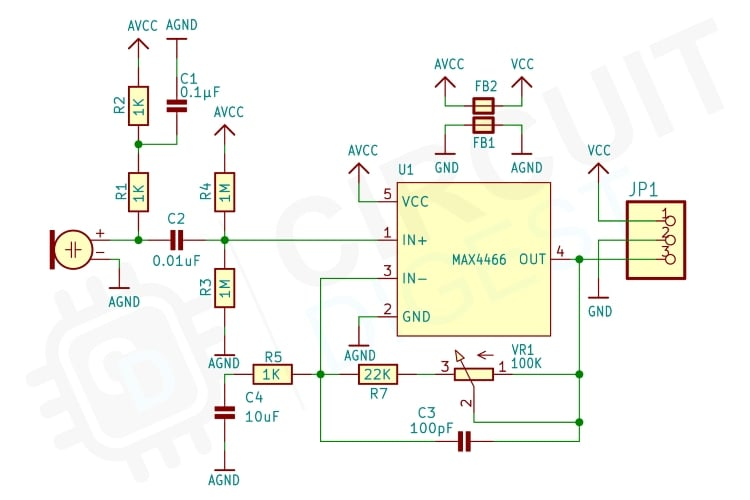 AVCC AGND
C1
0.1µF
R2 1K
AVCC
R1 1K
R4 1M
C2
0.01uF
+
-
AGND
R3 1M
AGND
AVCC VCC
FB2
FB1
GND AGND
AVCC
U1
5 VCC
1 IN+
3 IN-
2 GND
MAX4466 OUT 4
AGND
VCC
JP1
1
2
3
GND
R5
1K
C4
10uF
AGND
22K
R7
VR1
100K
3 1
2
C3
100pF
CIRCUIT
DIGEST
CD